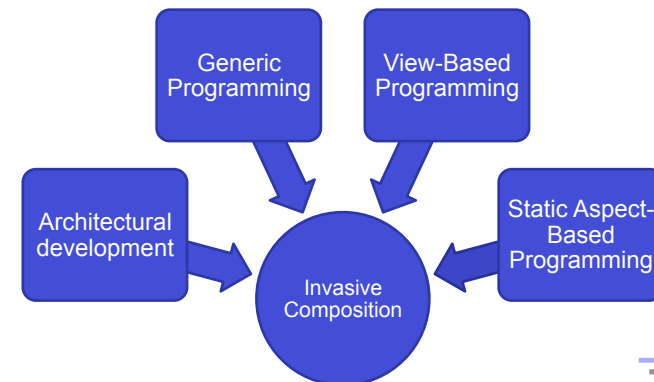 Generic
Programming
View-Based
Programming
Architectural
development
Static Aspect-
Based
Programming
Invasive
Composition